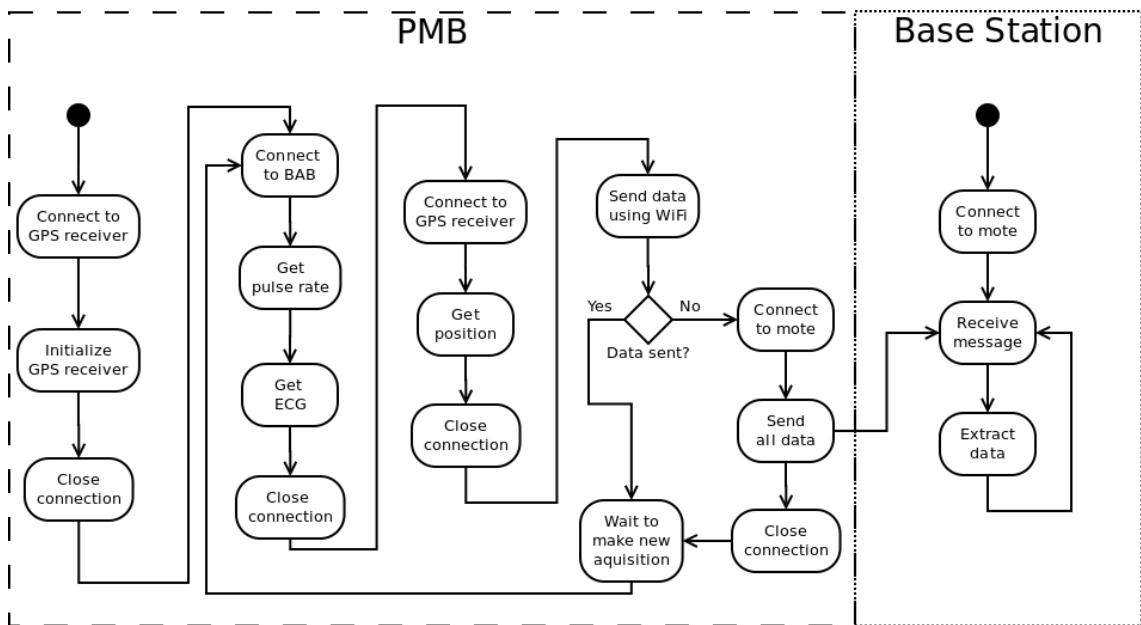 PMB
Base Station
Connect to
GPS receiver
Initialize
GPS receiver
Close
connection
Connect
to BAB
Get
pulse rate
Get
ECG
Close
connection
Connect to
GPS receiver
Get
position
Close
connection
Send data
using WiFi
Yes
No
Data sent?
Connect
to mote
Send
all data
Close
connection
Wait to
make new
aquisition
Connect
to mote
Receive
message
Extract
data